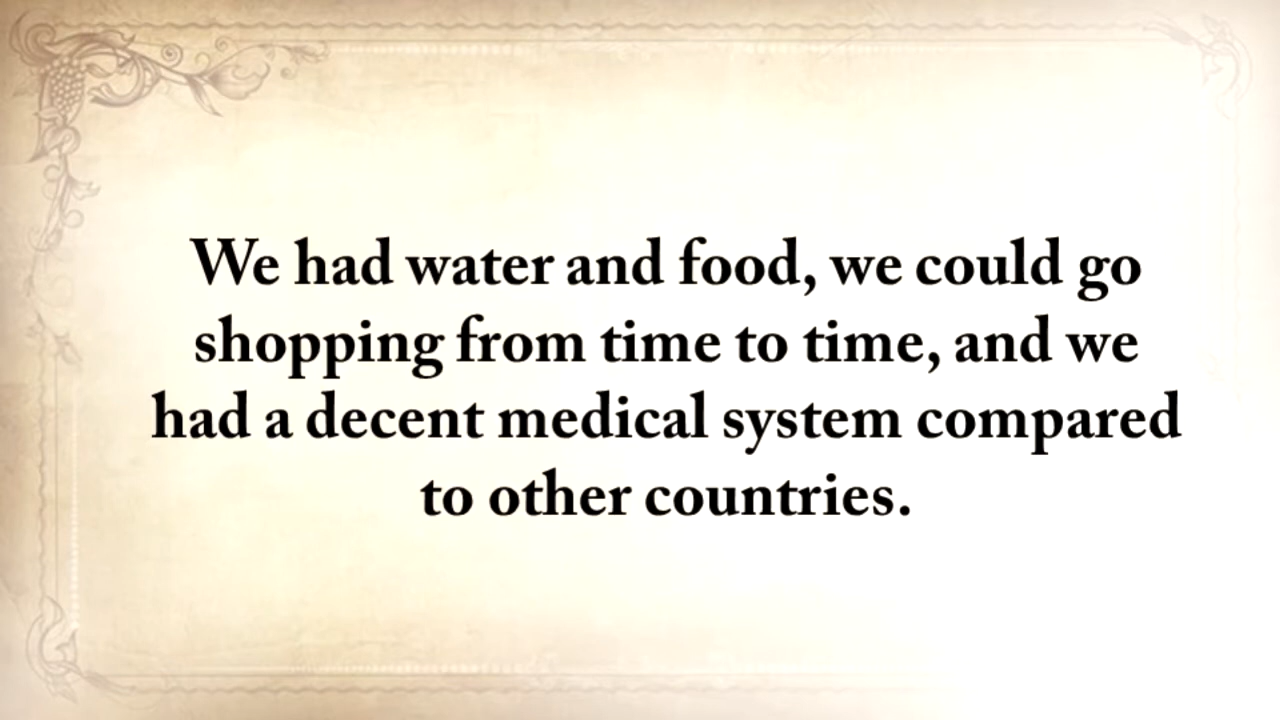 We had water and food, we could go
shopping from time to time, and we
had a decent medical system compared
to other countries.